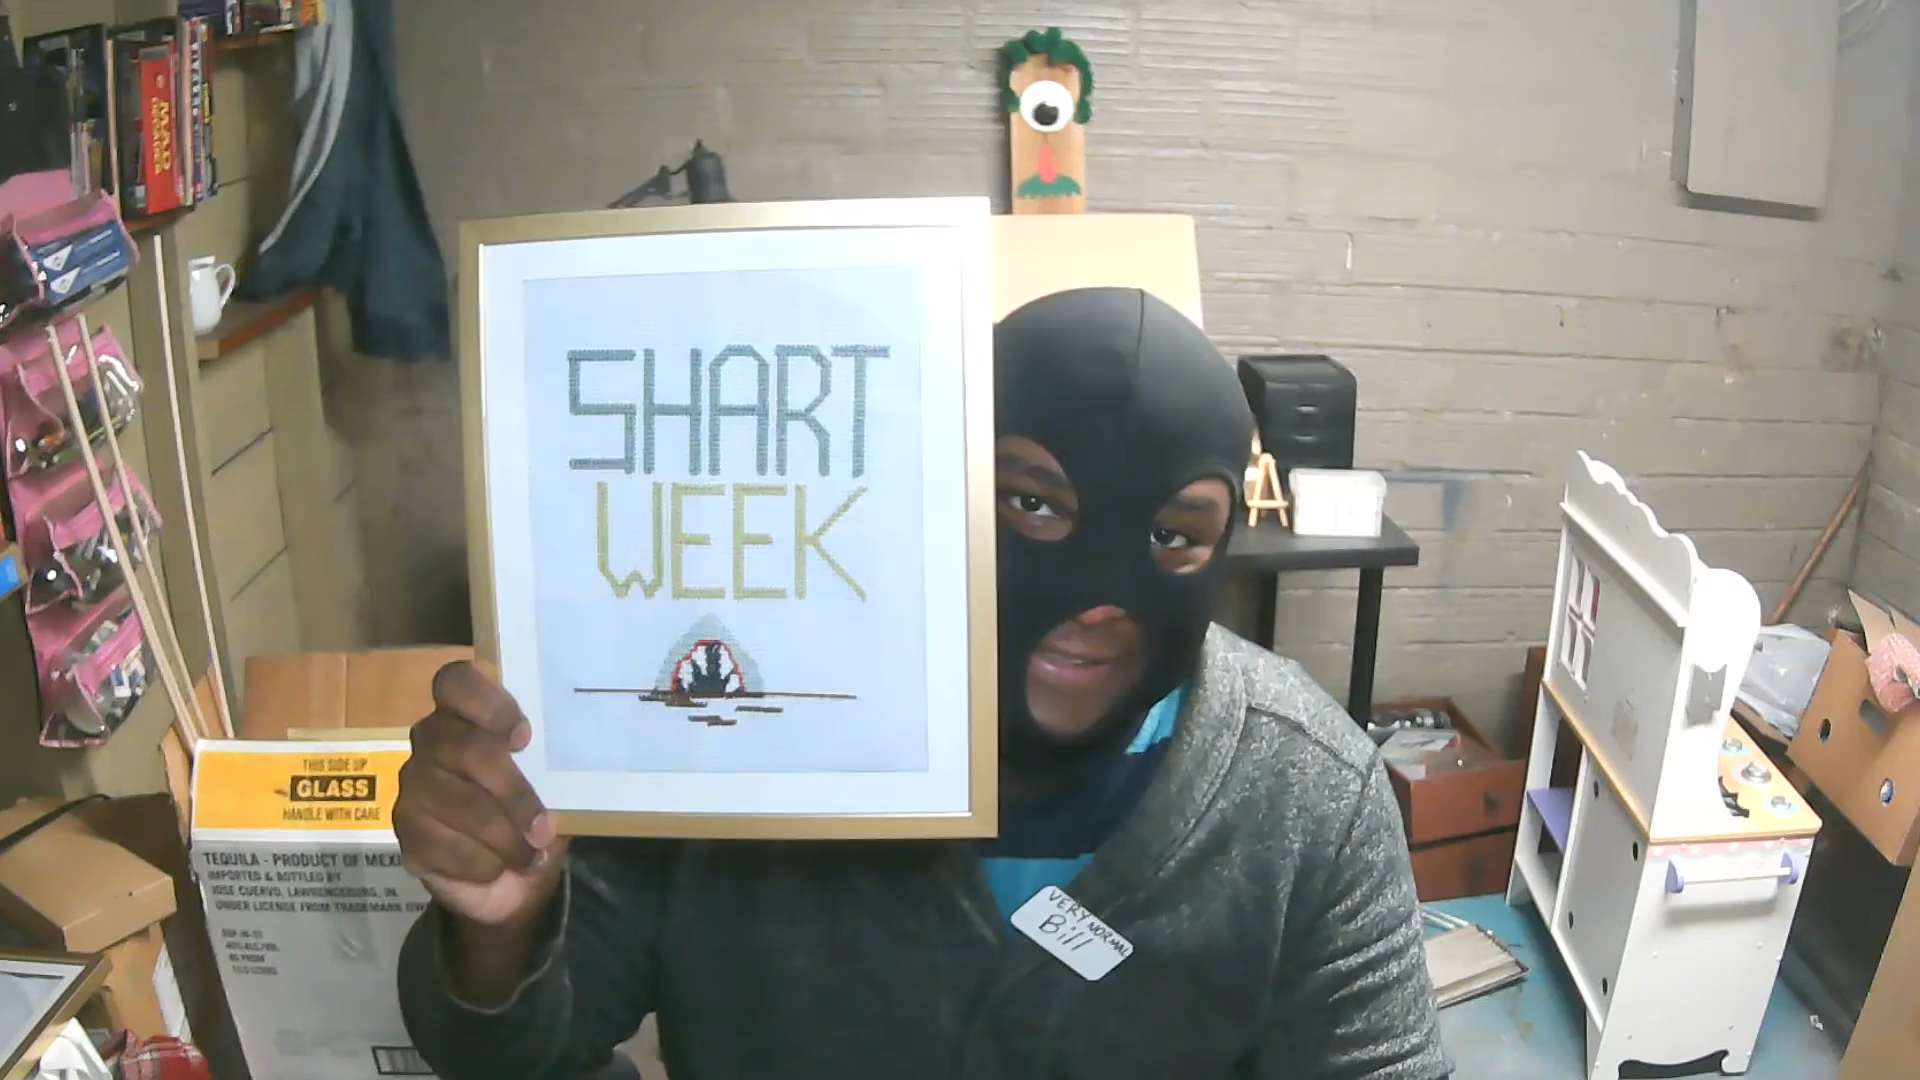 SHART
WEEK
VERY NORMAL
Bill
THIS SIDE UP
GLASS
HANDLE WITH CARE
TEQUILA - PRODUCT OF MEXI
IMPORTED & BOTTLED BY
JOSE CUERVO, LAWRENCEBURG, IN.
UNDER LICENSE FROM TRADEMARK OW